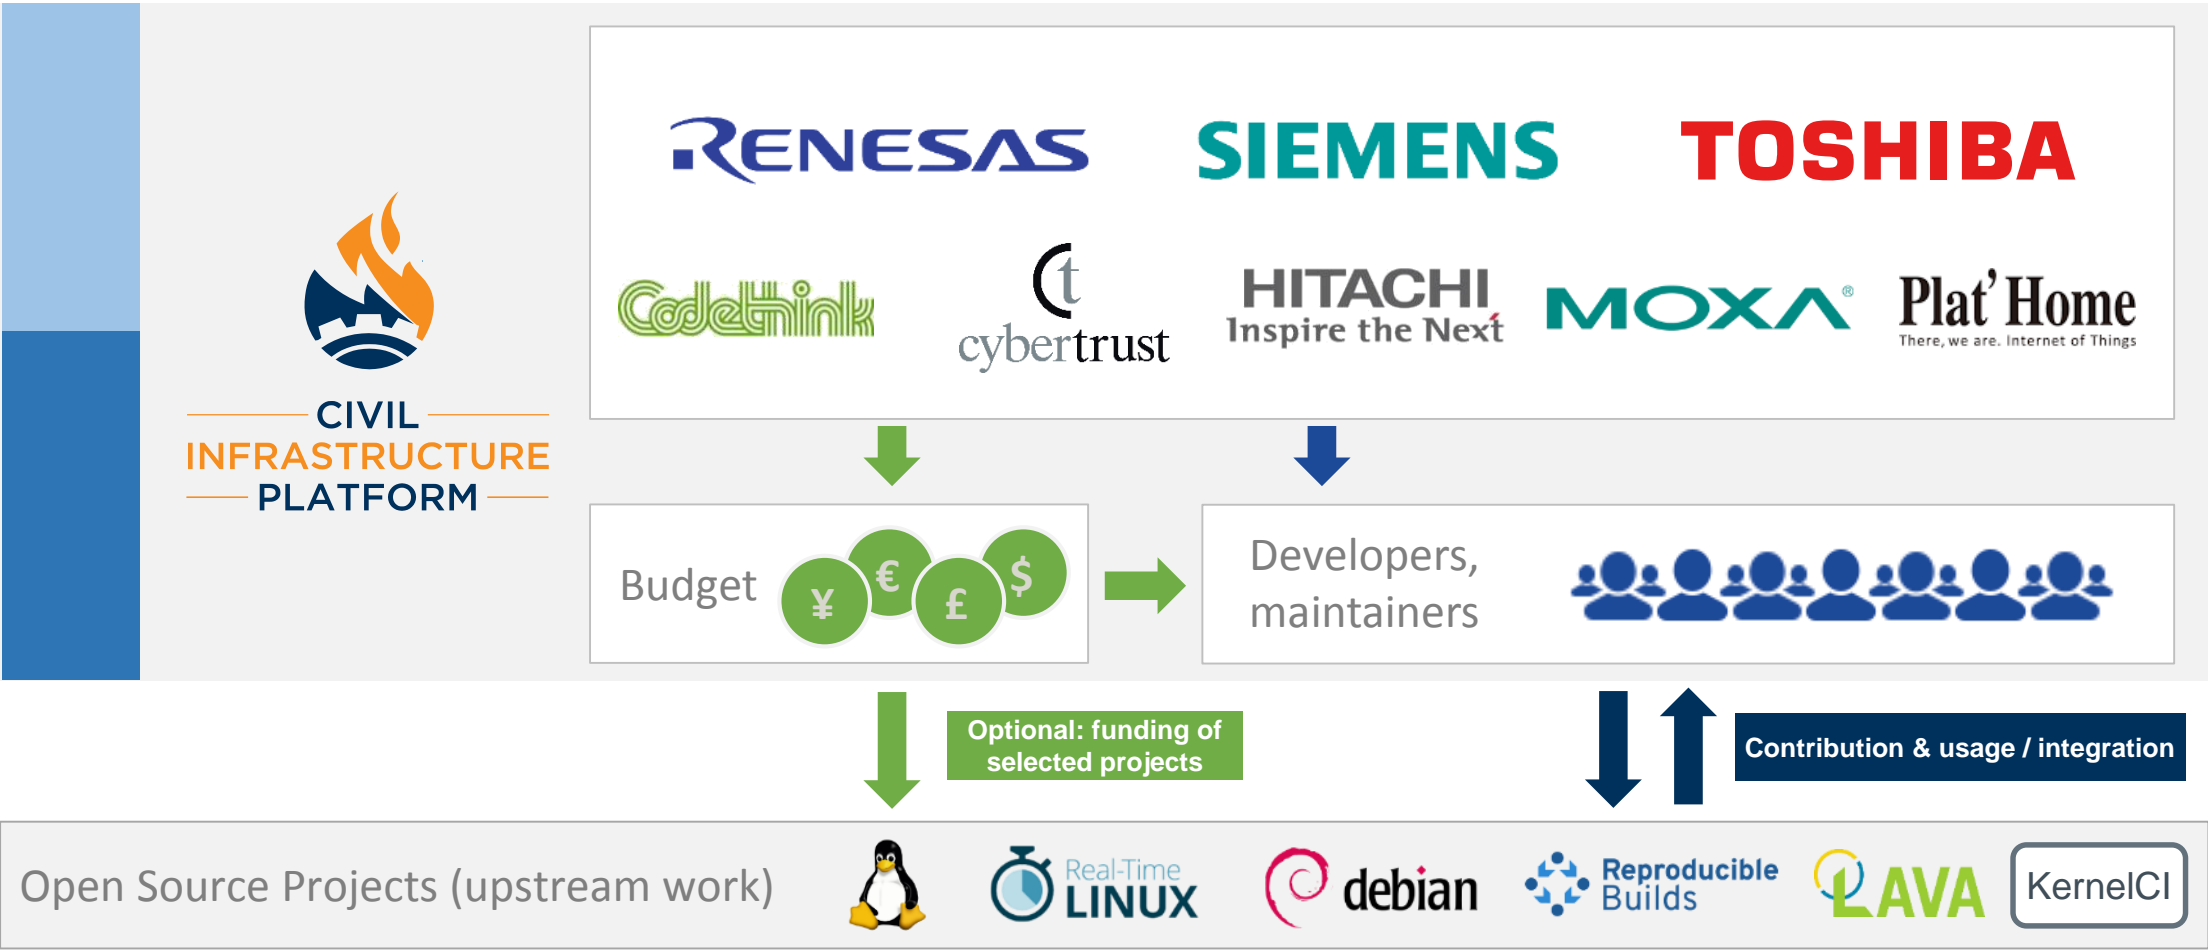 RENESAS
SIEMENS
TOSHIBA
Codethink
Ct
cybertrust
HITACHI
Inspire the Next
MOXA®
Plat'Home
There, we are. Internet of Things
CIVIL
INFRASTRUCTURE
PLATFORM
Budget
¥ € £ $
Developers,
maintainers
Optional: funding of
selected projects
Contribution & usage / integration
Open Source Projects (upstream work)
Real-Time
LINUX
debian
Reproducible
Builds
LAVA
KernelCI